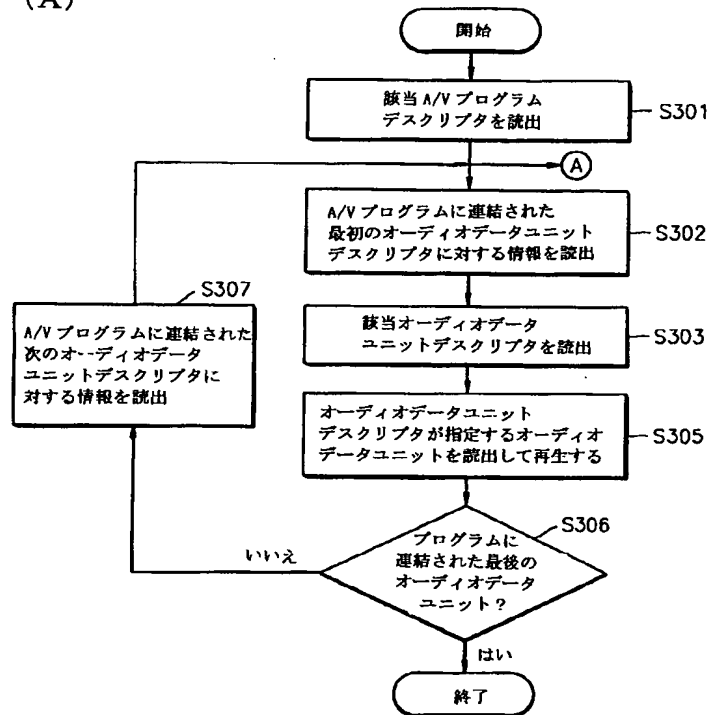 (A)
開始
該当 A/V プログラム
デスクリプタを読出
S301
A
A/V プログラムに連結された
最初のオーディオデータユニット
デスクリプタに対する情報を読出
S302
S307
A/V プログラムに連結された
次のオーディオデータ
ユニットデスクリプタに
対する情報を読出
該当オーディオデータ
ユニットデスクリプタを読出
S303
オーディオデータユニット
デスクリプタが指定するオーディオ
データユニットを読出して再生する
S305
S306
プログラムに
連結された最後の
オーディオデータ
ユニット?
いいえ
はい
終了